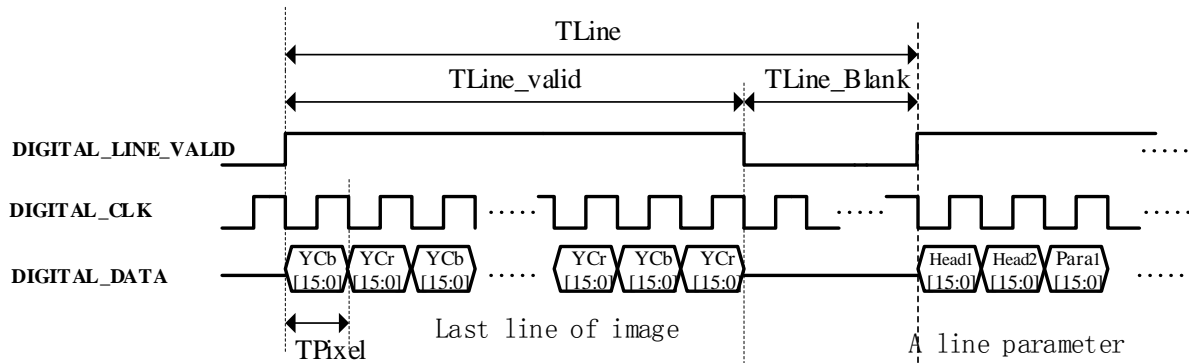 TLine
TLine_valid TLine_Blank
DIGITAL_LINE_VALID .....
DIGITAL_CLK ..... ..... .....
DIGITAL_DATA YCb [15:0] YCr [15:0] YCb [15:0] ..... YCr [15:0] YCb [15:0] YCr [15:0] Head1 [15:0] Head2 [15:0] Para1 [15:0] .....
TPixel Last line of image A line parameter